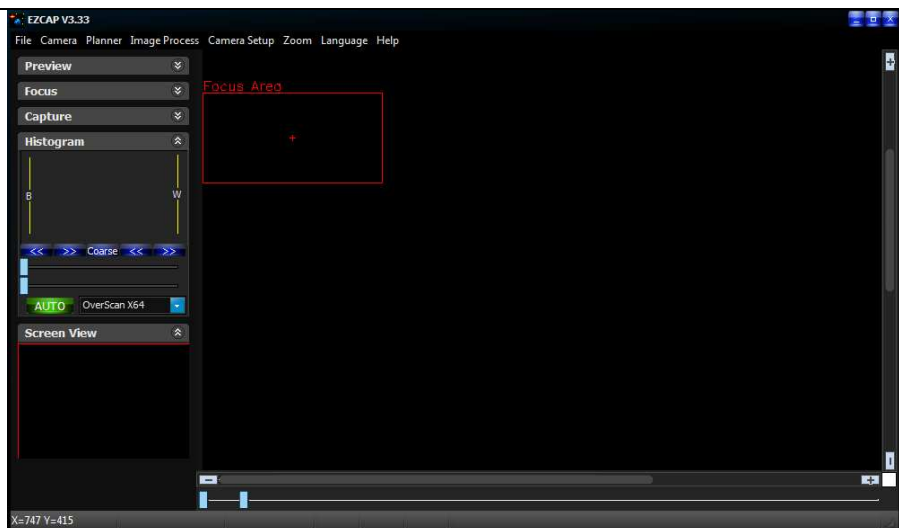 EZCAP V3.33
File Camera Planner Image Process Camera Setup Zoom Language Help
Preview
Focus
Capture
Histogram
B W
<< >> Coarse << >>
AUTO OverScan X64
Screen View
Focus Area
X=747 Y=415